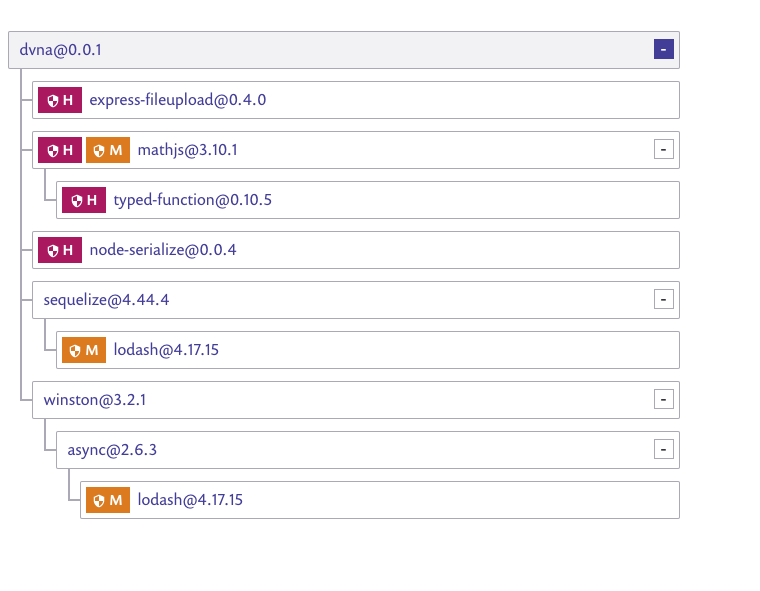 dvna@0.0.1 -
H express-fileupload@0.4.0
H M mathjs@3.10.1 -
H typed-function@0.10.5
H node-serialize@0.0.4
sequelize@4.44.4 -
M lodash@4.17.15
winston@3.2.1 -
async@2.6.3 -
M lodash@4.17.15